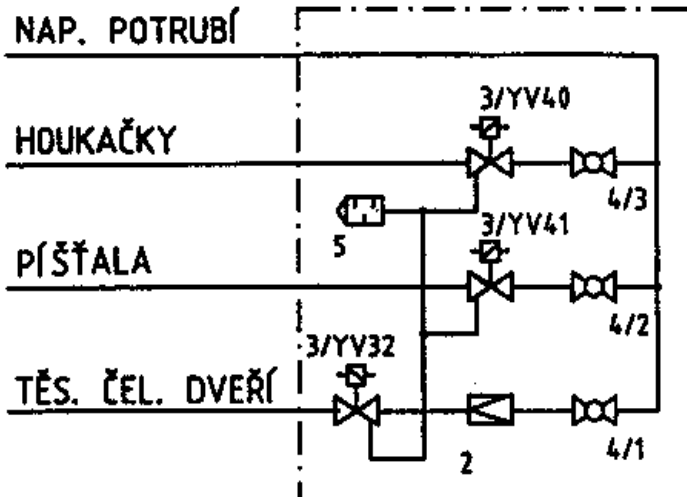 NAP. POTRUBÍ
3/YV40
HOUKAČKY
4/3
5
3/YV41
PÍŠŤALA
4/2
3/YV32
TĚS. ČEL. DVEŘÍ
2
4/1